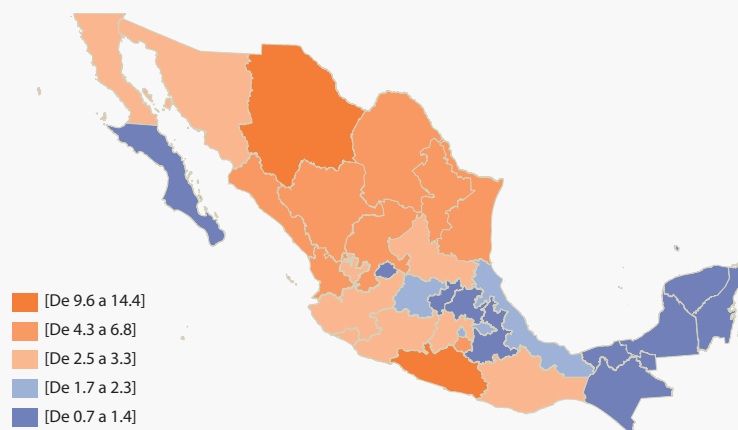 [De 9.6 a 14.4]
[De 4.3 a 6.8]
[De 2.5 a 3.3]
[De 1.7 a 2.3]
[De 0.7 a 1.4]